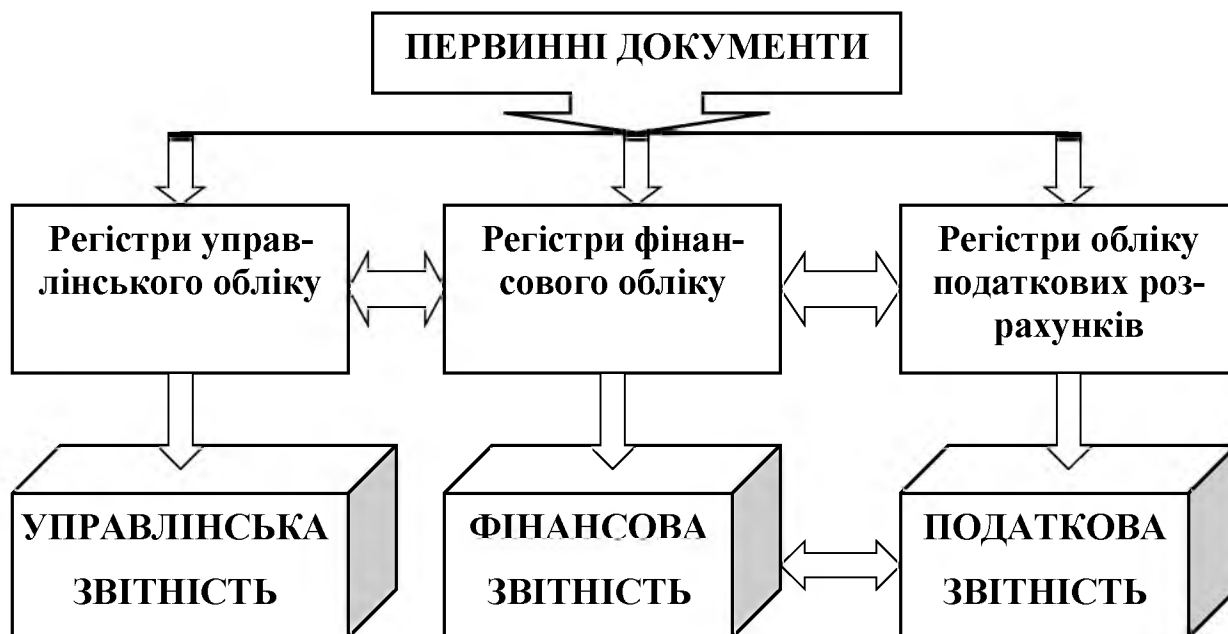 ПЕРВИННІ ДОКУМЕНТИ
Регістри управ-
лінського обліку
Регістри фінан-
сового обліку
Регістри обліку
податкових роз-
рахунків
УПРАВЛІНСЬКА
ЗВІТНІСТЬ
ФІНАНСОВА
ЗВІТНІСТЬ
ПОДАТКОВА
ЗВІТНІСТЬ